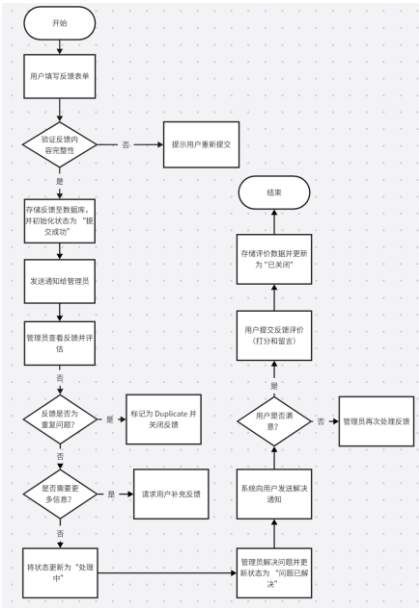 开始
用户填写反馈表单
验证反馈内
容完整性
否
提示用户重新提交
是
存储反馈至数据库，
并初始化状态为 “提
交成功”
发送通知给管理员
管理员查看反馈并评
估
否
反馈是否为
重复问题？
是
标记为 Duplicate 并
关闭反馈
否
是否需要更
多信息？
是
请求用户补充反馈
否
将状态更新为 “处理
中”
管理员解决问题并更
新状态为 “问题已解
决”
系统向用户发送解决
通知
用户是否满
意？
否
管理员再次处理反馈
是
用户提交反馈评价
（打分和留言）
存储评价数据并更新
为 “已关闭”
结束